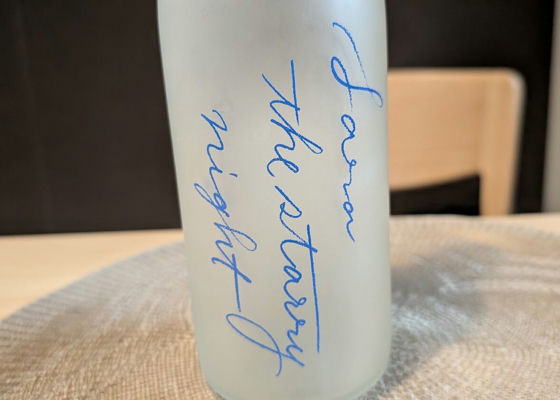 Sara
the starry
night